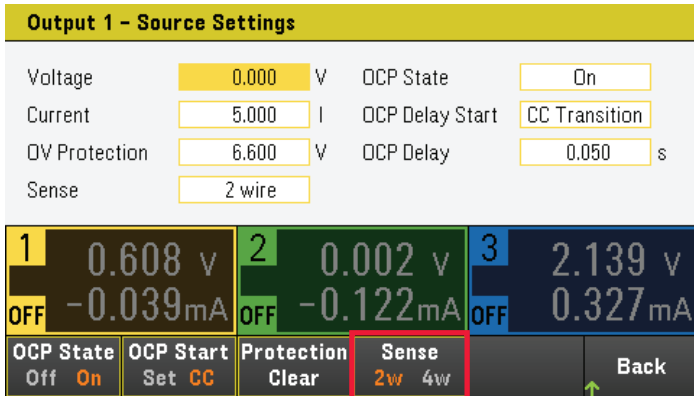 Output 1 – Source Settings
Voltage 0.000 V OCP State On
Current 5.000 I OCP Delay Start CC Transition
OV Protection 6.600 V OCP Delay 0.050 s
Sense 2 wire
1 0.608 V 2 0.002 V 3 2.139 V
OFF -0.039mA OFF -0.122mA OFF 0.327mA
OCP State OCP Start Protection Sense Back
Off On Set CC Clear 2w 4w